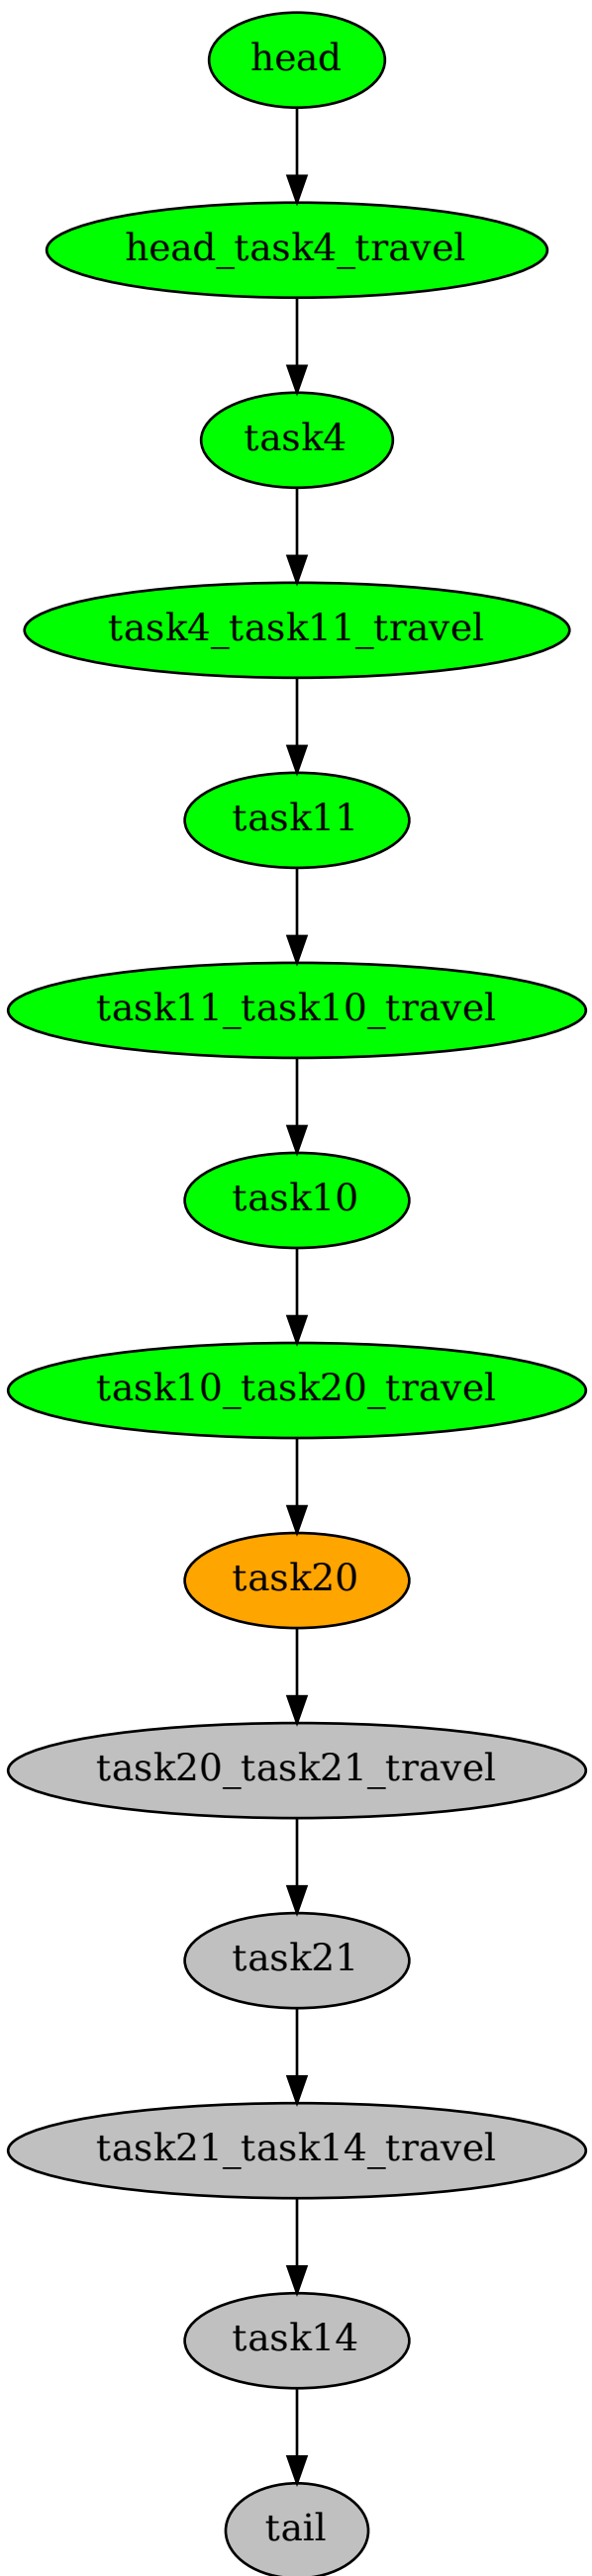 head
head_task4_travel
task4
task4_task11_travel
task11
task11_task10_travel
task10
task10_task20_travel
task20
task20_task21_travel
task21
task21_task14_travel
task14
tail